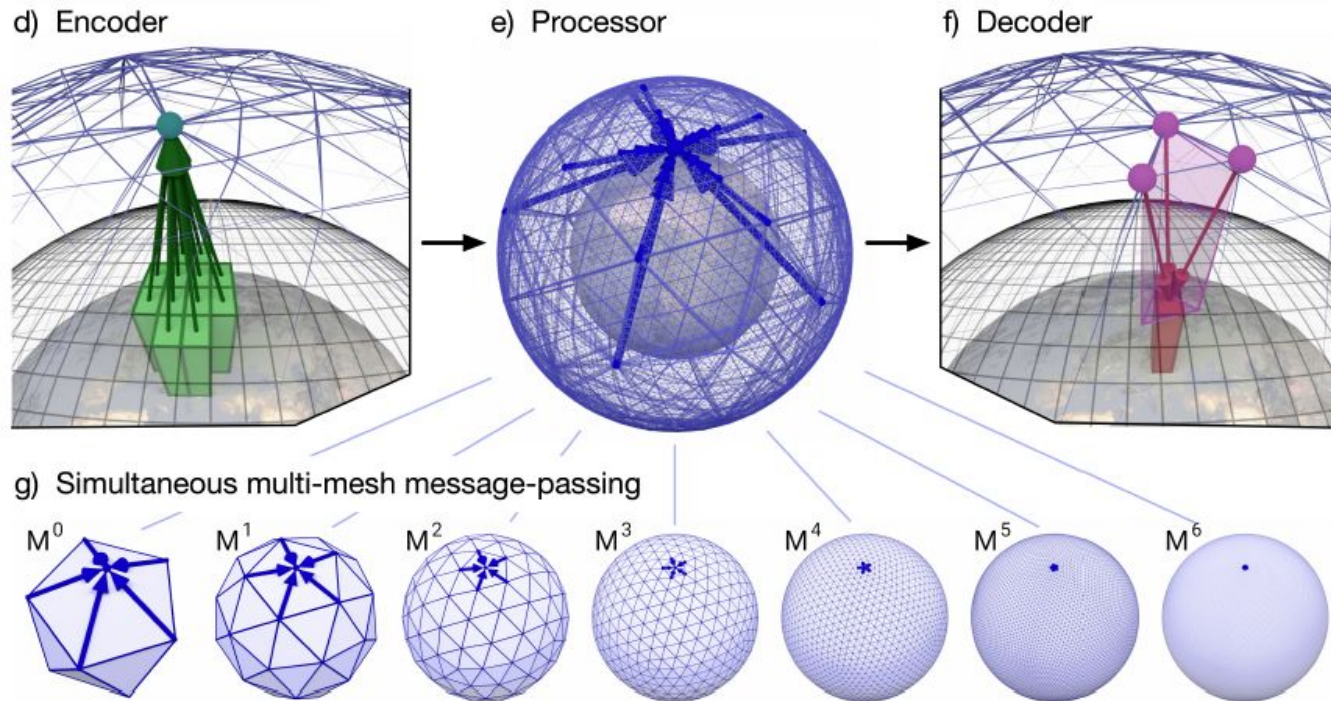 d) Encoder
e) Processor
f) Decoder
g) Simultaneous multi-mesh message-passing
M⁰ M¹ M² M³ M⁴ M⁵ M⁶